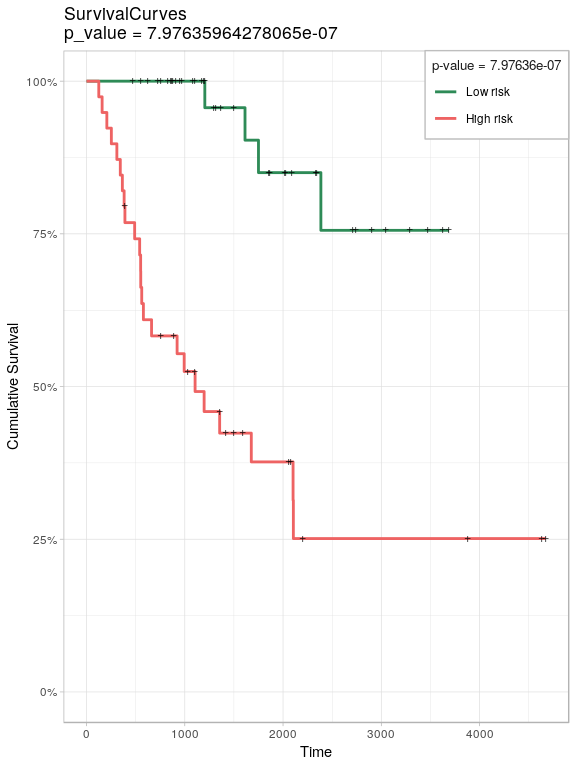 SurvivalCurves
p_value = 7.97635964278065e-07
p-value = 7.97636e-07
Low risk
High risk
100%
75%
50%
25%
0%
Cumulative Survival
0
1000
2000
3000
4000
Time